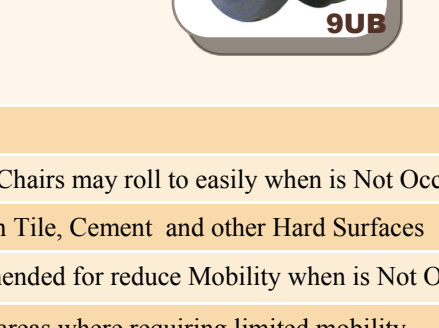 9UB
Chairs may roll to easily when is Not Occ
n Tile, Cement and other Hard Surfaces
ended for reduce Mobility when is Not O
areas where requiring limited mobility